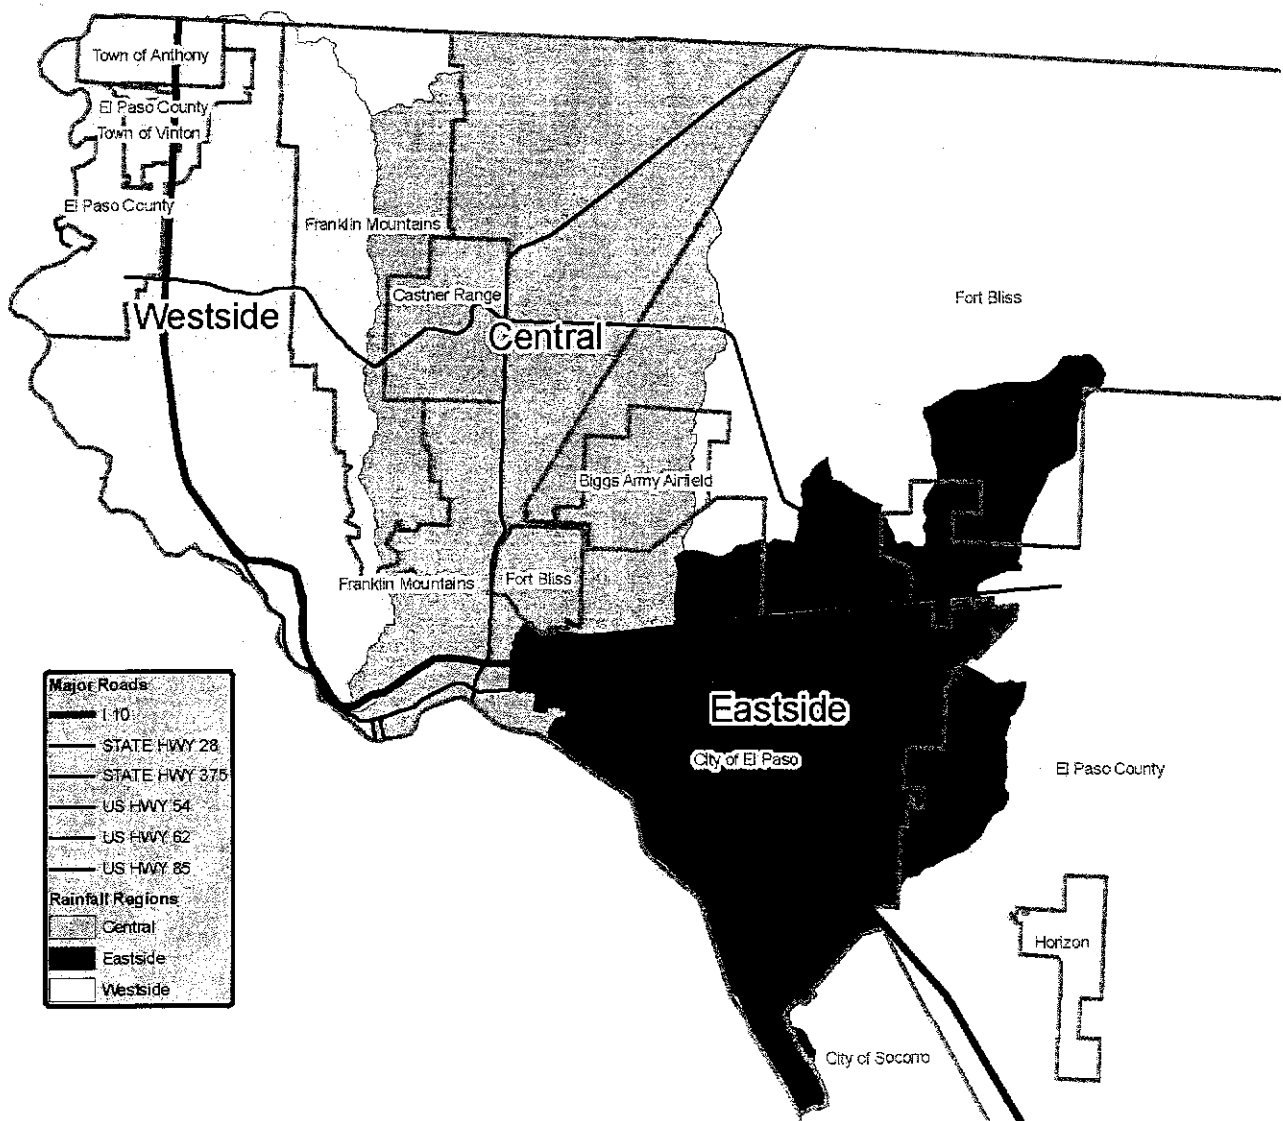 Town of Anthony
El Paso County
Town of Vinton
El Paso County
Franklin Mountains
Castner Range
Fort Bliss
Westside
Central
Biggs Army Airfield
Franklin Mountains
Fort Bliss
Eastside
City of El Paso
El Paso County
Horizon
City of Socorro
Major Roads
I 10
STATE HWY 28
STATE HWY 375
US HWY 54
US HWY 62
US HWY 85
Rainfall Regions
Central
Eastside
Westside